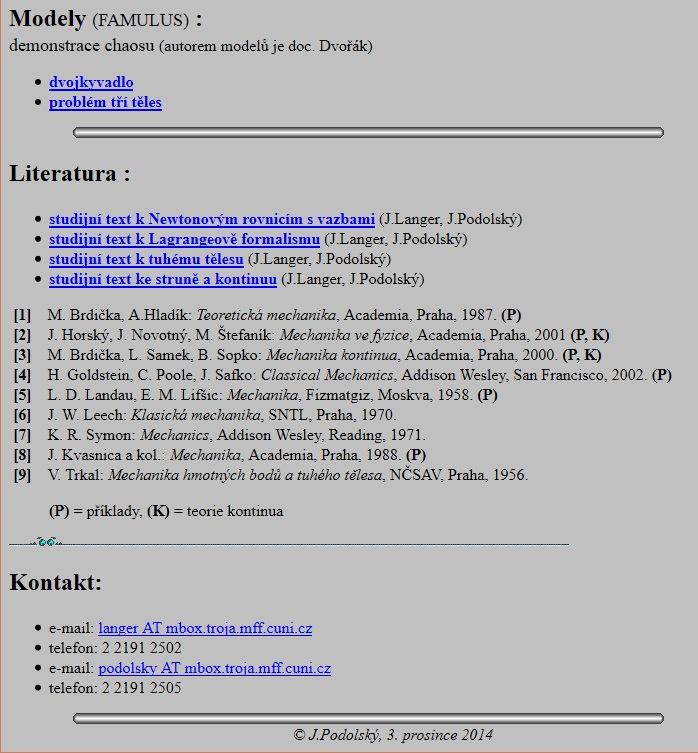 Modely (FAMULUS) :
demonstrace chaosu (autorem modelů je doc. Dvořák)
dvojkyvadlo
problém tří těles
Literatura :
studijní text k Newtonovým rovnicím s vazbami (J.Langer, J.Podolský)
studijní text k Lagrangeově formalismu (J.Langer, J.Podolský)
studijní text k tuhému tělesu (J.Langer, J.Podolský)
studijní text ke struně a kontinuu (J.Langer, J.Podolský)
[1] M. Brdička, A.Hladík: Teoretická mechanika, Academia, Praha, 1987. (P)
[2] J. Horský, J. Novotný, M. Štefaník: Mechanika ve fyzice, Academia, Praha, 2001 (P, K)
[3] M. Brdička, L. Samek, B. Sopko: Mechanika kontinua, Academia, Praha, 2000. (P, K)
[4] H. Goldstein, C. Poole, J. Safko: Classical Mechanics, Addison Wesley, San Francisco, 2002. (P)
[5] L. D. Landau, E. M. Lifšic: Mechanika, Fizmatgiz, Moskva, 1958. (P)
[6] J. W. Leech: Klasická mechanika, SNTL, Praha, 1970.
[7] K. R. Symon: Mechanics, Addison Wesley, Reading, 1971.
[8] J. Kvasnica a kol.: Mechanika, Academia, Praha, 1988. (P)
[9] V. Trkal: Mechanika hmotných bodů a tuhého tělesa, NČSAV, Praha, 1956.
(P) = příklady, (K) = teorie kontinua
Kontakt:
e-mail: langer AT mbox.troja.mff.cuni.cz
telefon: 2 2191 2502
e-mail: podolsky AT mbox.troja.mff.cuni.cz
telefon: 2 2191 2505
© J.Podolský, 3. prosince 2014